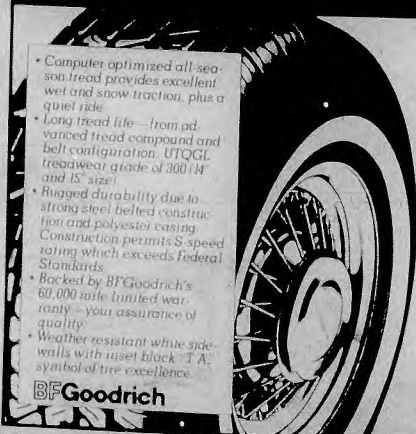 • Computer optimized all-sea-
son tread provides excellent
wet and snow traction, plus a
quiet ride
• Long tread life—from ad-
vanced tread compound and
belt configuration. UTQGL
treadwear grade of 300 (14"
and 15" size)
• Rugged durability due to
strong steel belted construc-
tion and polyester casing
Construction permits S-speed
rating which exceeds Federal
Standards
• Backed by BFGoodrich's
60,000 mile limited war-
ranty—your assurance of
quality
• Weather resistant white side-
walls with inset black "T A,"
symbol of tire excellence.
BFGoodrich